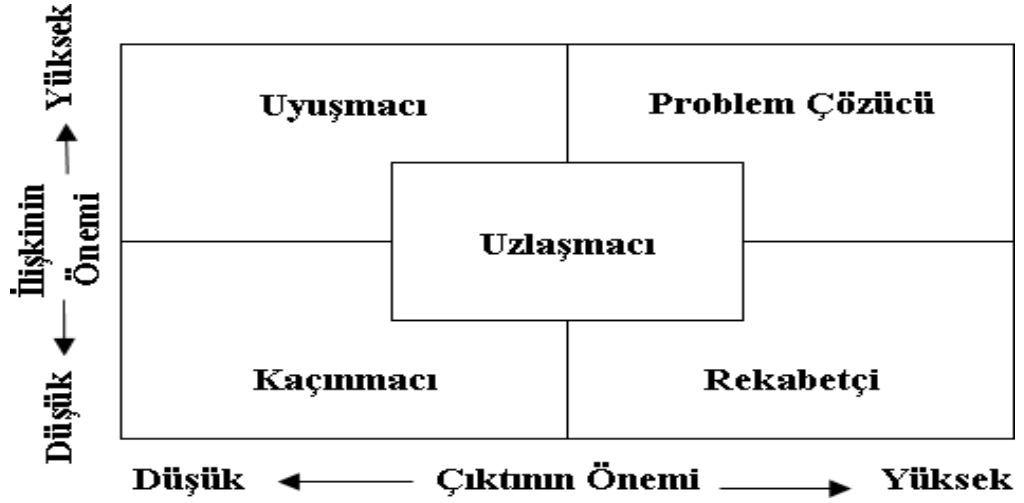 Yüksek
Uyuşmacı
Problem Çözücü
İlişkinin
Önemi
Uzlaşmacı
Düşük
Kaçınmacı
Rekabetçi
Düşük Çıktının Önemi Yüksek